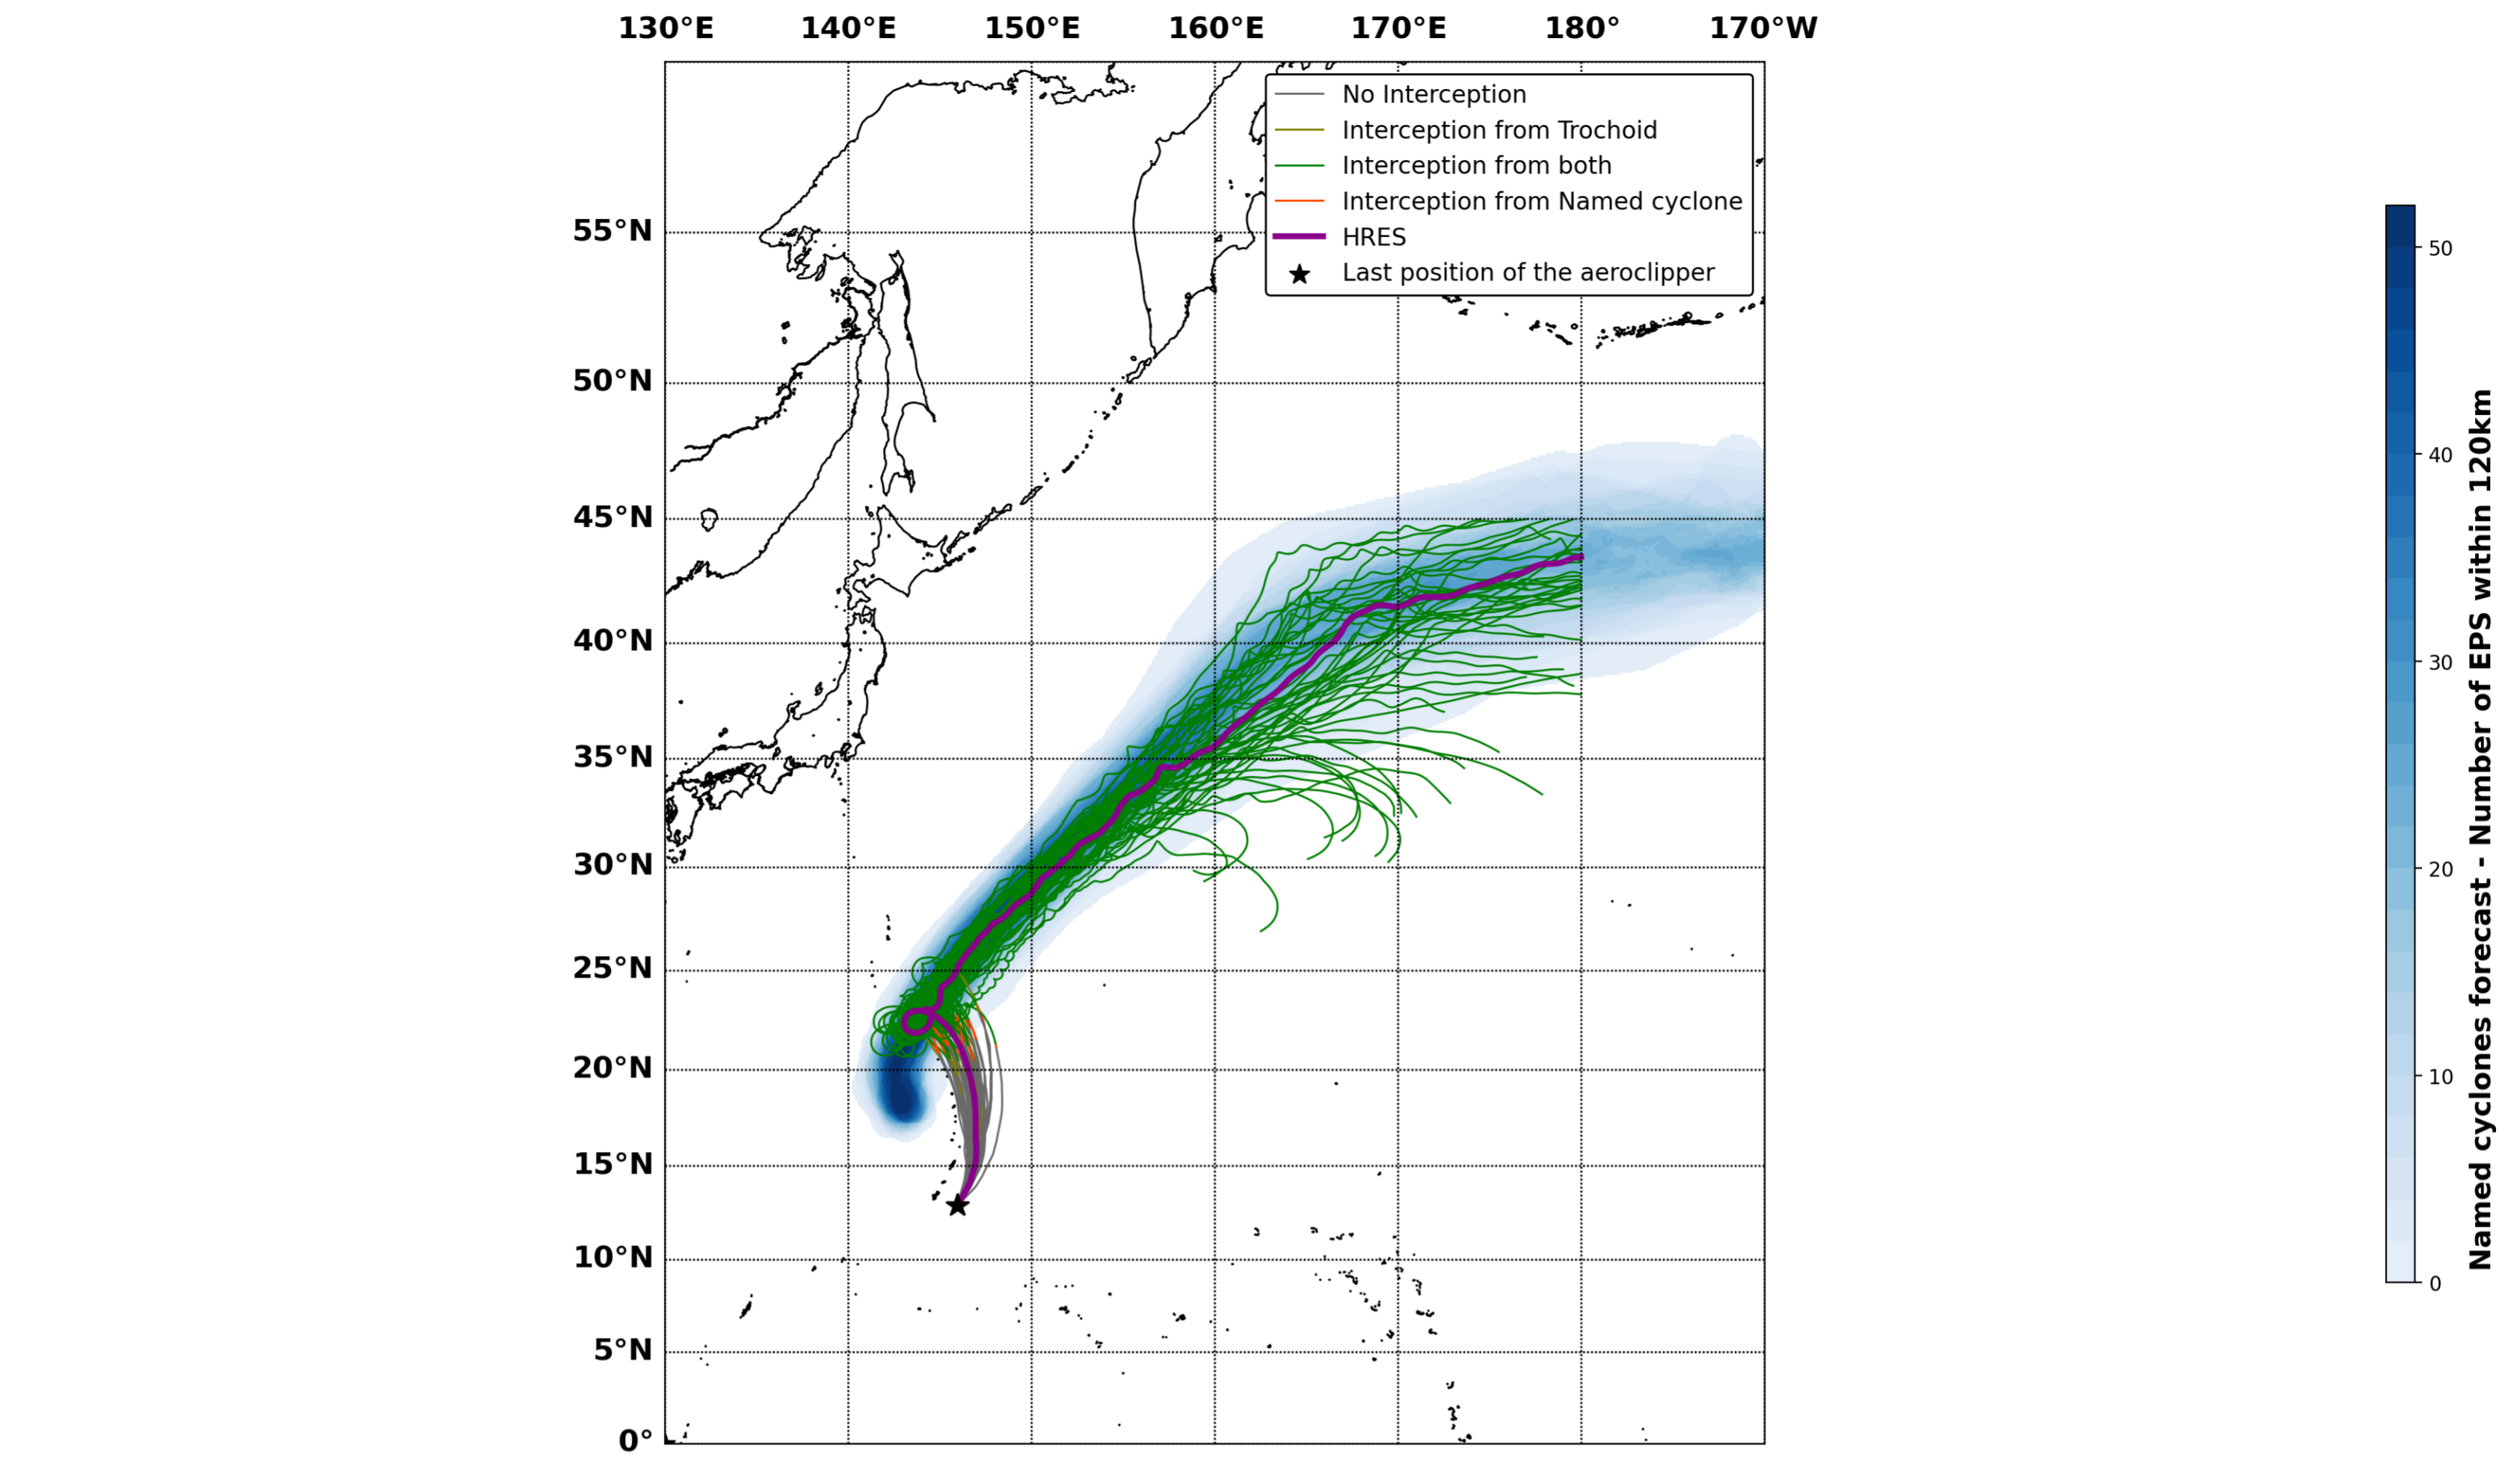 130°E 140°E 150°E 160°E 170°E 180° 170°W
No Interception
Interception from Trochoid
Interception from both
Interception from Named cyclone
HRES
Last position of the aeroclipper
55°N
50°N
45°N
40°N
35°N
30°N
25°N
20°N
15°N
10°N
5°N
0°
50
40
30
20
10
0
Named cyclones forecast - Number of EPS within 120km